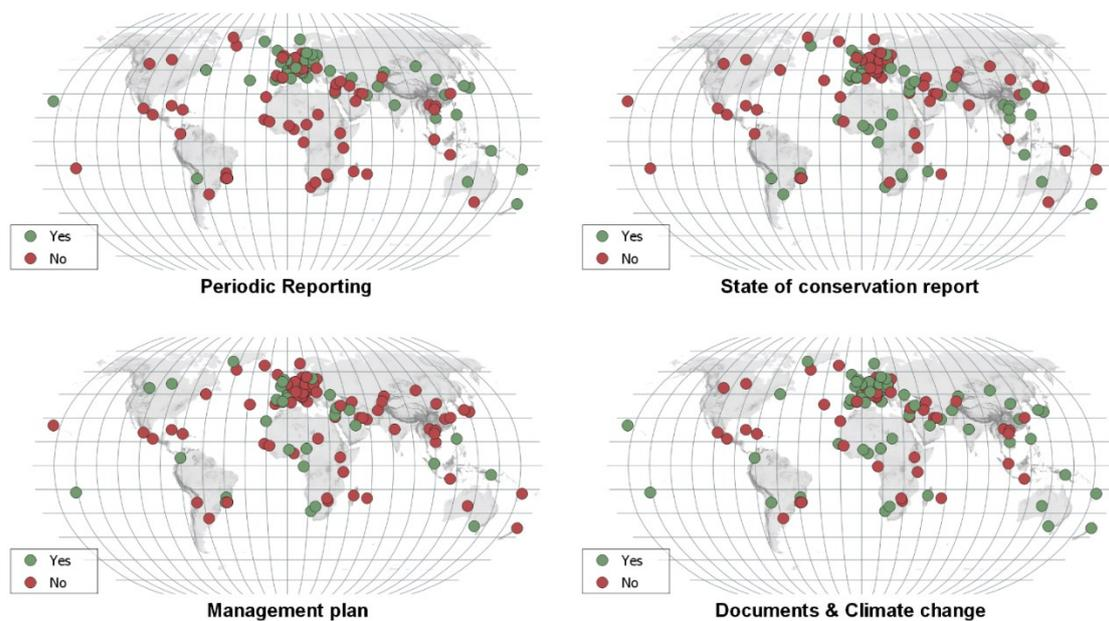 Yes
No
Periodic Reporting
Yes
No
State of conservation report
Yes
No
Management plan
Yes
No
Documents & Climate change